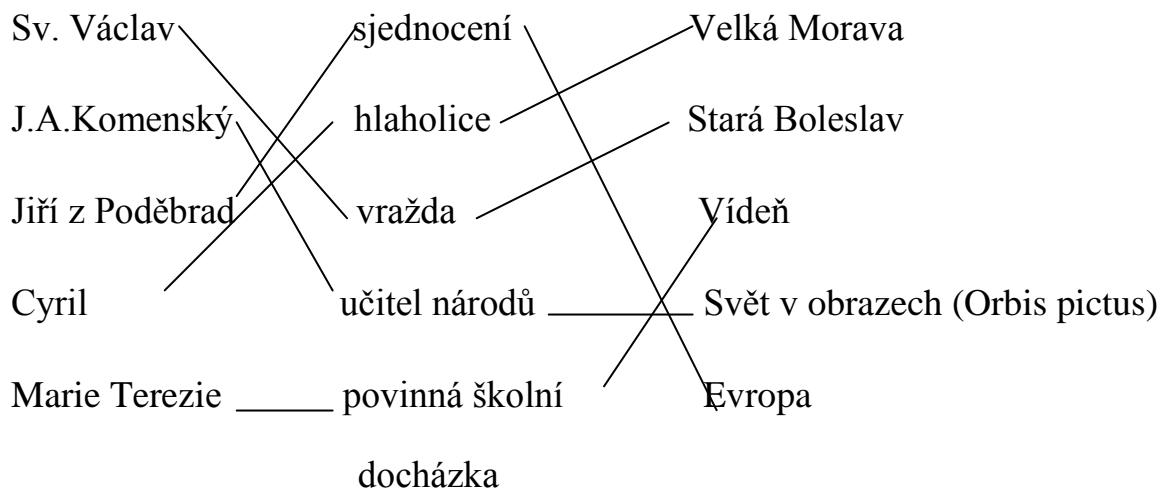 Sv. Václav sjednocení Velká Morava
J.A.Komenský hlaholice Stará Boleslav
Jiří z Poděbrad vražda Vídeň
Cyril učitel národů Svět v obrazech (Orbis pictus)
Marie Terezie povinná školní Evropa
docházka